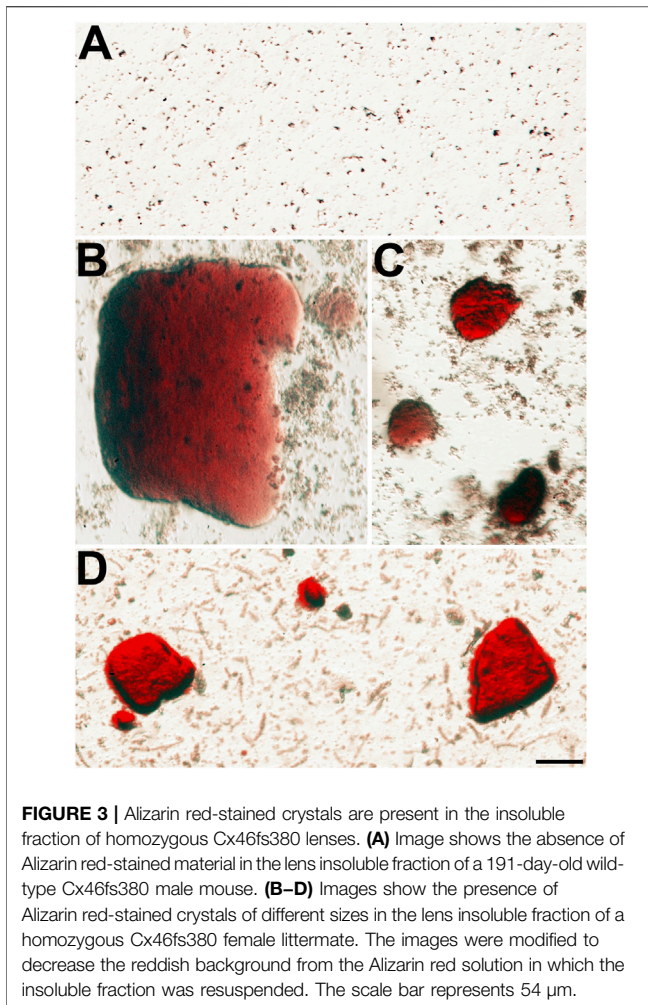 A
B
C
D
FIGURE 3 | Alizarin red-stained crystals are present in the insoluble
fraction of homozygous Cx46fs380 lenses. (A) Image shows the absence of
Alizarin red-stained material in the lens insoluble fraction of a 191-day-old wild-
type Cx46fs380 male mouse. (B–D) Images show the presence of
Alizarin red-stained crystals of different sizes in the lens insoluble fraction of a
homozygous Cx46fs380 female littermate. The images were modified to
decrease the reddish background from the Alizarin red solution in which the
insoluble fraction was resuspended. The scale bar represents 54 μm.